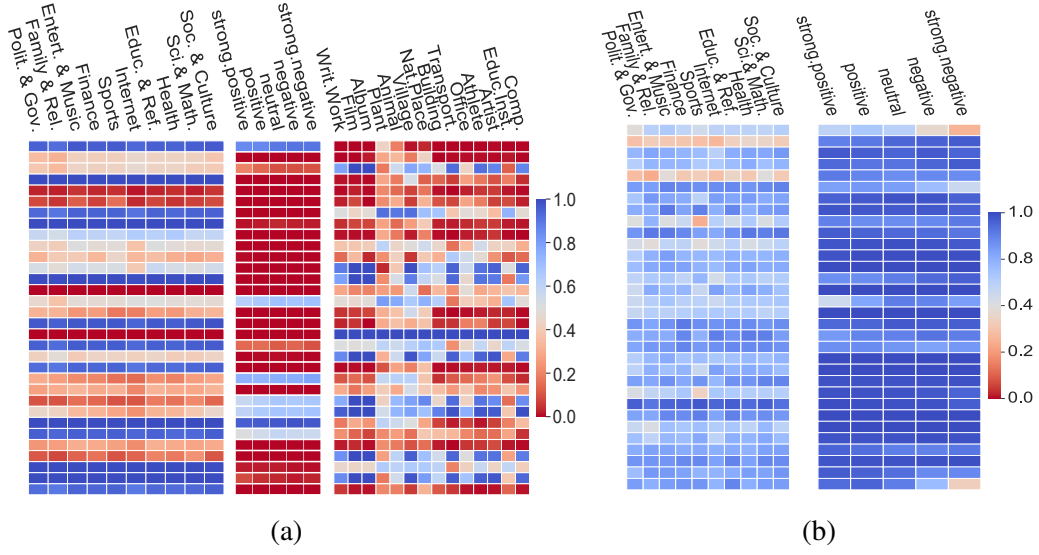 Polit. & Gov.
Family & Rel.
Entert. & Music
Finance
Sports
Internet
Educ. & Ref.
Health
Sci.& Math.
Soc. & Culture
strong.positive
positive
neutral
negative
strong.negative
Writ.Work
Film
Album
Plant
Animal
Village
Nat.Place
Building
Transport.
Office
Athlete
Artist
Educ,Inst
Comp.
1.0
0.8
0.6
0.4
0.2
0.0
(a)
Polit. & Gov.
Family & Rel.
Entert. & Music
Finance
Sports
Internet
Educ. & Ref.
Health
Sci.& Math.
Soc. & Culture
strong.positive
positive
neutral
negative
strong.negative
1.0
0.8
0.6
0.4
0.2
0.0
(b)